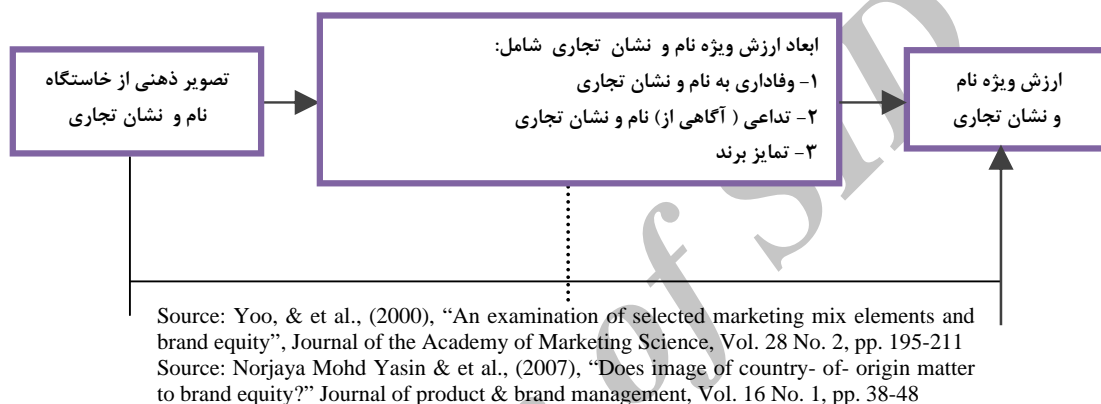 تصویر ذهنی از خاستگاه
نام و نشان تجاری
ابعاد ارزش ویژه نام و نشان تجاری شامل:
۱- وفاداری به نام و نشان تجاری
۲- تداعی ( آگاهی از) نام و نشان تجاری
۳- تمایز برند
ارزش ویژه نام
و نشان تجاری
Source: Yoo, & et al., (2000), “An examination of selected marketing mix elements and
brand equity”, Journal of the Academy of Marketing Science, Vol. 28 No. 2, pp. 195-211
Source: Norjaya Mohd Yasin & et al., (2007), “Does image of country- of- origin matter
to brand equity?” Journal of product & brand management, Vol. 16 No. 1, pp. 38-48
of SID